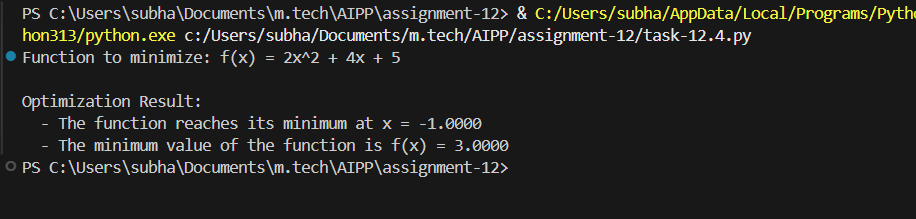 PS C:\Users\subha\Documents\m.tech\AIPP\assignment-12> & C:/Users/subha/AppData/Local/Programs/Pytho
hon313/python.exe c:/Users/subha/Documents/m.tech/AIPP/assignment-12/task-12.4.py
Function to minimize: f(x) = 2x^2 + 4x + 5

Optimization Result:
  - The function reaches its minimum at x = -1.0000
  - The minimum value of the function is f(x) = 3.0000
PS C:\Users\subha\Documents\m.tech\AIPP\assignment-12>